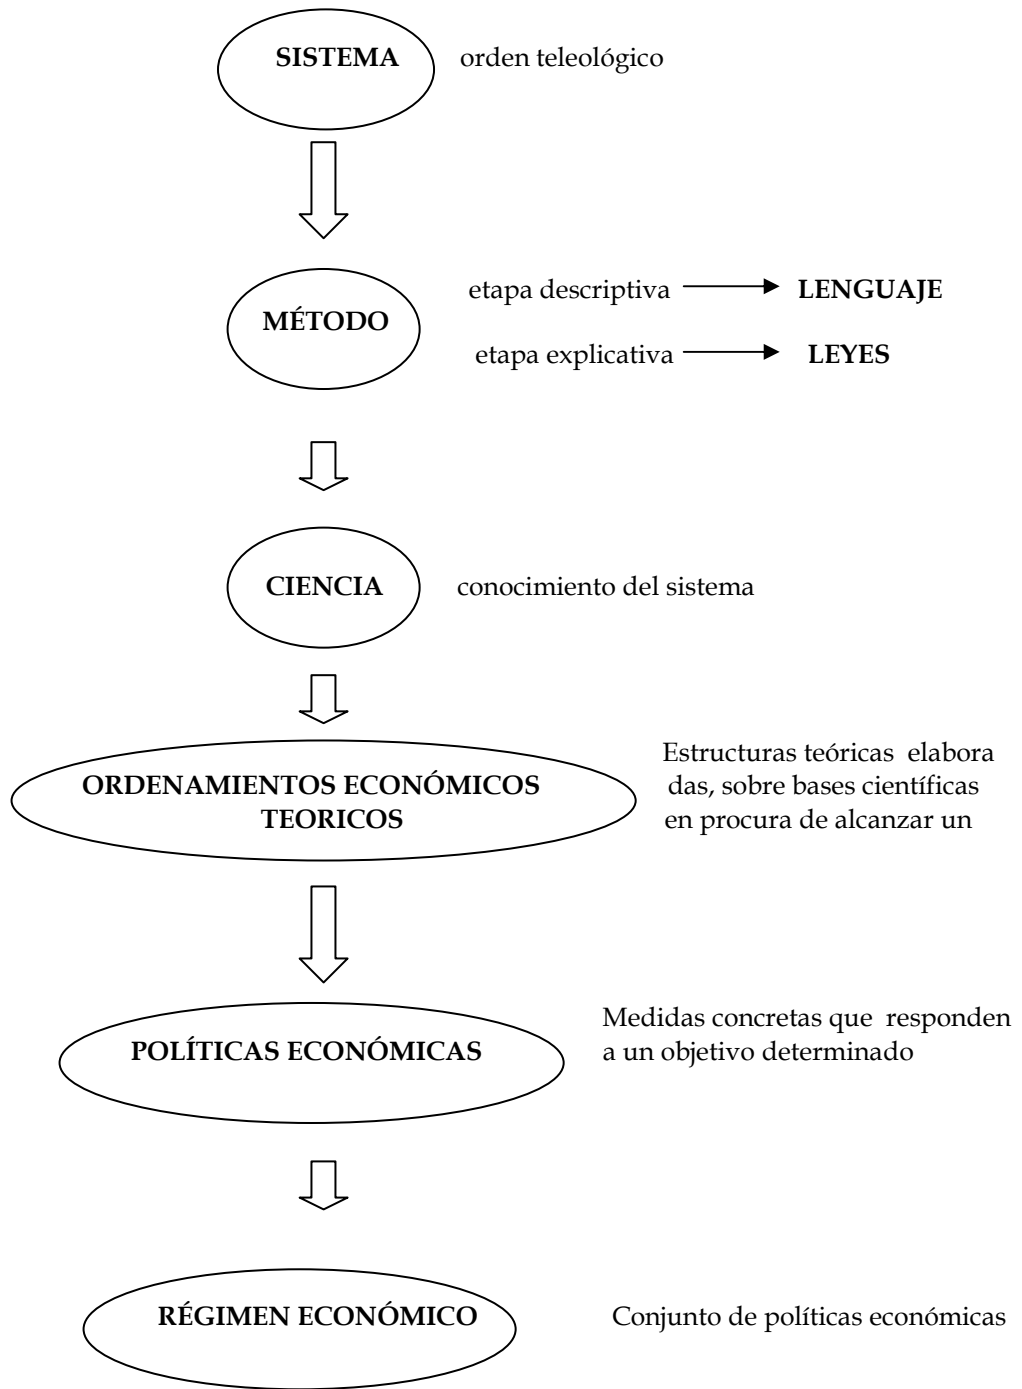 SISTEMA orden teleológico
MÉTODO
etapa descriptiva LENGUAJE
etapa explicativa LEYES
CIENCIA conocimiento del sistema
ORDENAMIENTOS ECONÓMICOS
TEORICOS
Estructuras teóricas elabora
das, sobre bases científicas
en procura de alcanzar un
POLÍTICAS ECONÓMICAS
Medidas concretas que responden
a un objetivo determinado
RÉGIMEN ECONÓMICO Conjunto de políticas económicas